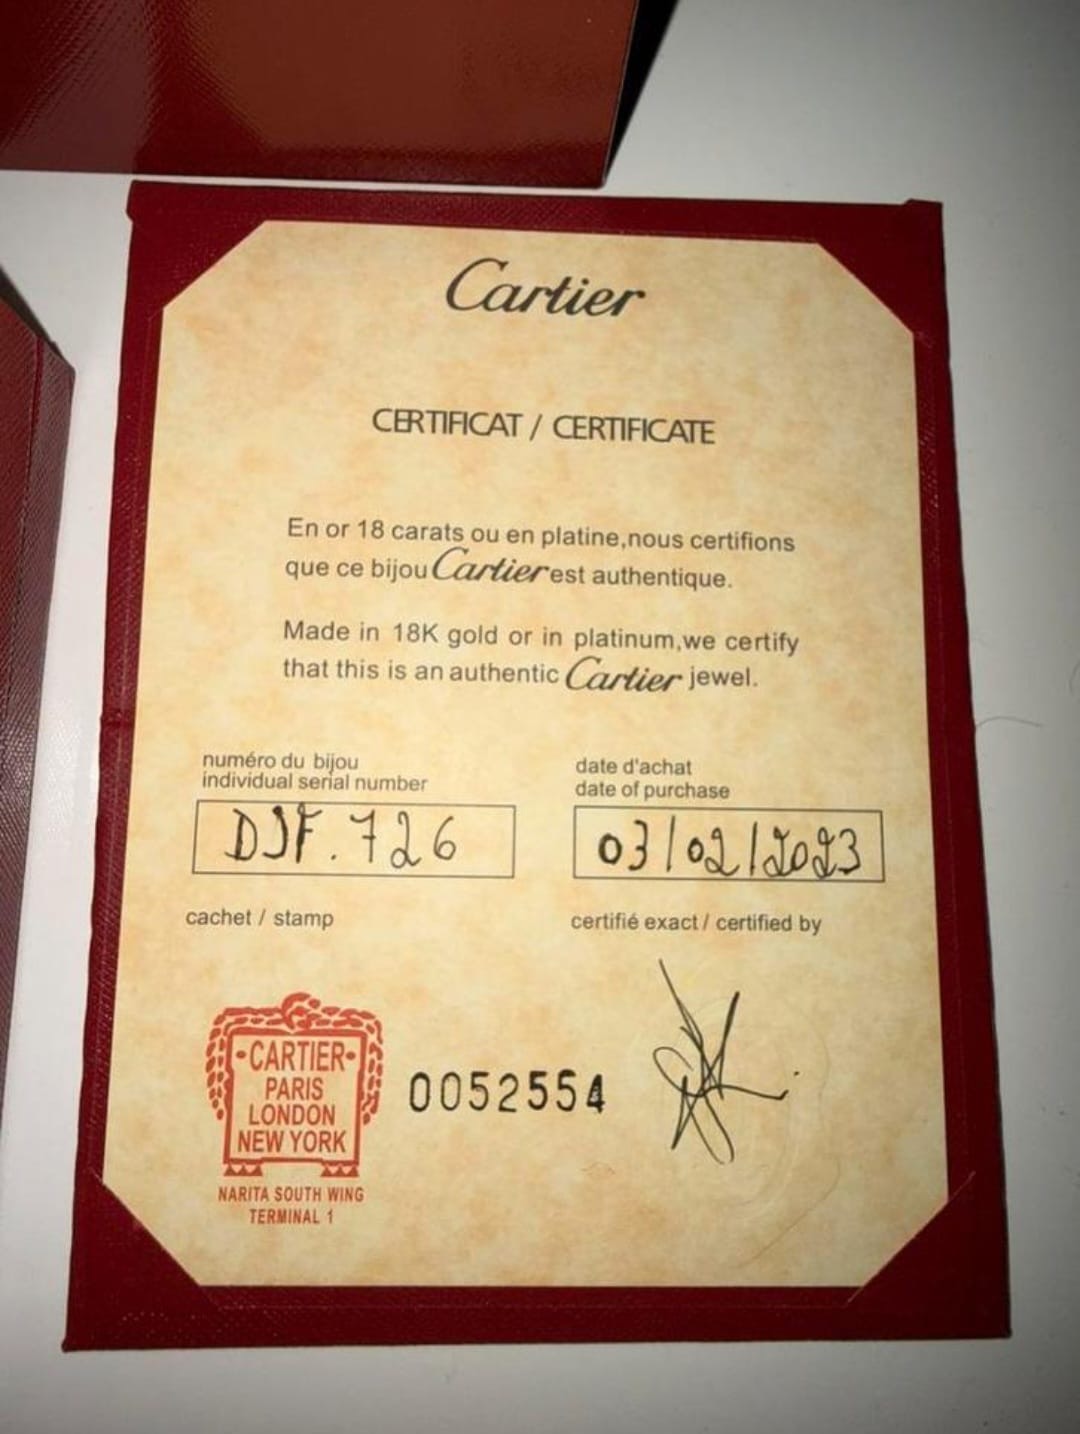 Cartier
CERTIFICAT / CERTIFICATE
En or 18 carats ou en platine,nous certifions
que ce bijou Cartier est authentique.
Made in 18K gold or in platinum,we certify
that this is an authentic Cartier jewel.
numéro du bijou
individual serial number
DJF.726
date d'achat
date of purchase
03/02/2023
cachet / stamp
certifié exact / certified by
•CARTIER•
PARIS
LONDON
NEW YORK
NARITA SOUTH WING
TERMINAL 1
0052554